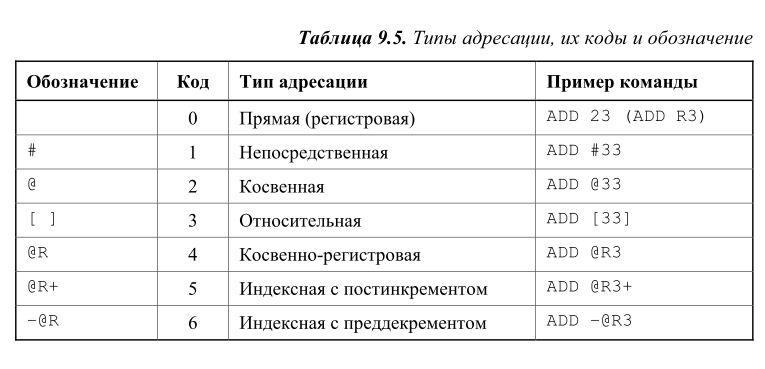 Таблица 9.5. Типы адресации, их коды и обозначение
Обозначение Код Тип адресации Пример команды
0 Прямая (регистровая) ADD 23 (ADD R3)
# 1 Непосредственная ADD #33
@ 2 Косвенная ADD @33
[ ] 3 Относительная ADD [33]
@R 4 Косвенно-регистровая ADD @R3
@R+ 5 Индексная с постинкрементом ADD @R3+
-@R 6 Индексная с преддекрементом ADD -@R3